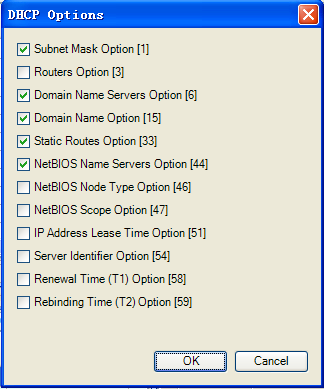 DHCP Options
Subnet Mask Option [1]
Routers Option [3]
Domain Name Servers Option [6]
Domain Name Option [15]
Static Routes Option [33]
NetBIOS Name Servers Option [44]
NetBIOS Node Type Option [46]
NetBIOS Scope Option [47]
IP Address Lease Time Option [51]
Server Identifier Option [54]
Renewal Time (T1) Option [58]
Rebinding Time (T2) Option [59]
OK Cancel